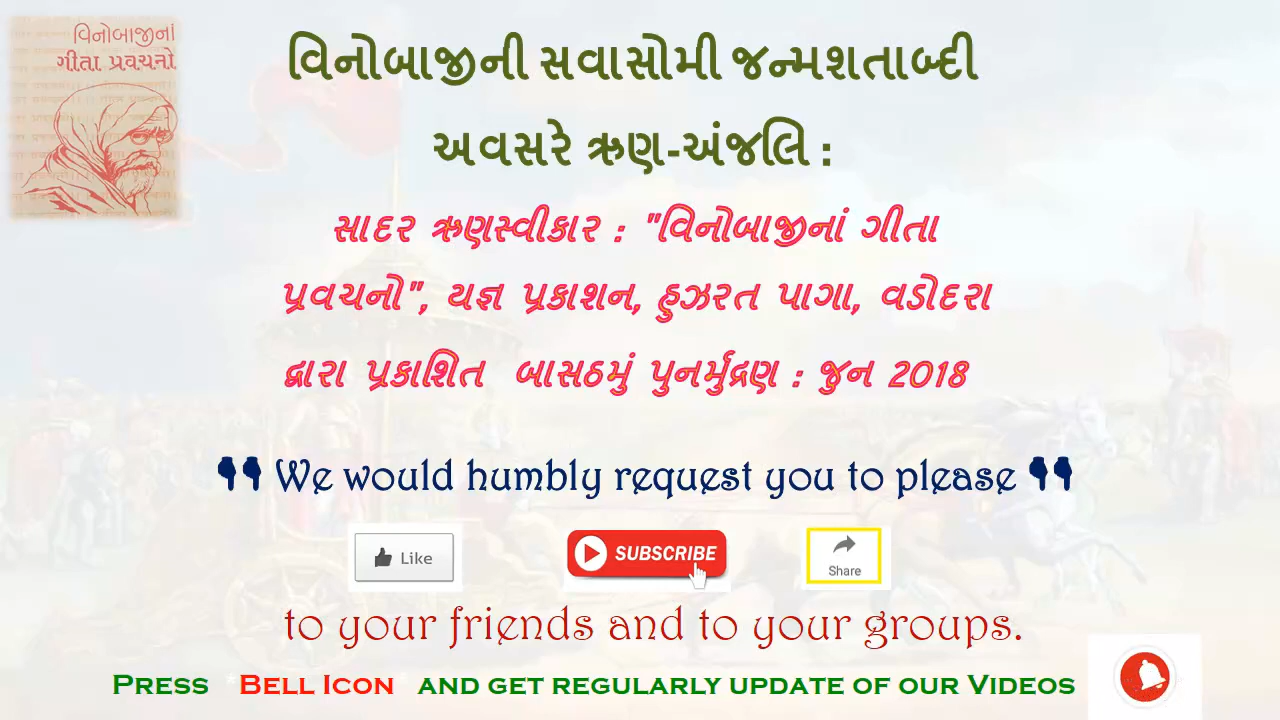 વિનોબાજીનાં
ગીતા પ્રવચનો
વિનોબાજીની સવાસોમી જન્મશતાબ્દી
અવસરે ઋણ-અંજલિ :
સાદર ઋણસ્વીકાર : "વિનોબાજીનાં ગીતા
પ્રવચનો", યજ્ઞ પ્રકાશન, હુઝરત પાગા, વડોદરા
દ્વારા પ્રકાશિત બાસઠમું પુનર્મુદ્રણ : જુન 2018
👇👇 We would humbly request you to please 👇👇
Like SUBSCRIBE Share
to your friends and to your groups.
PRESS BELL ICON AND GET REGULARLY UPDATE OF OUR VIDEOS